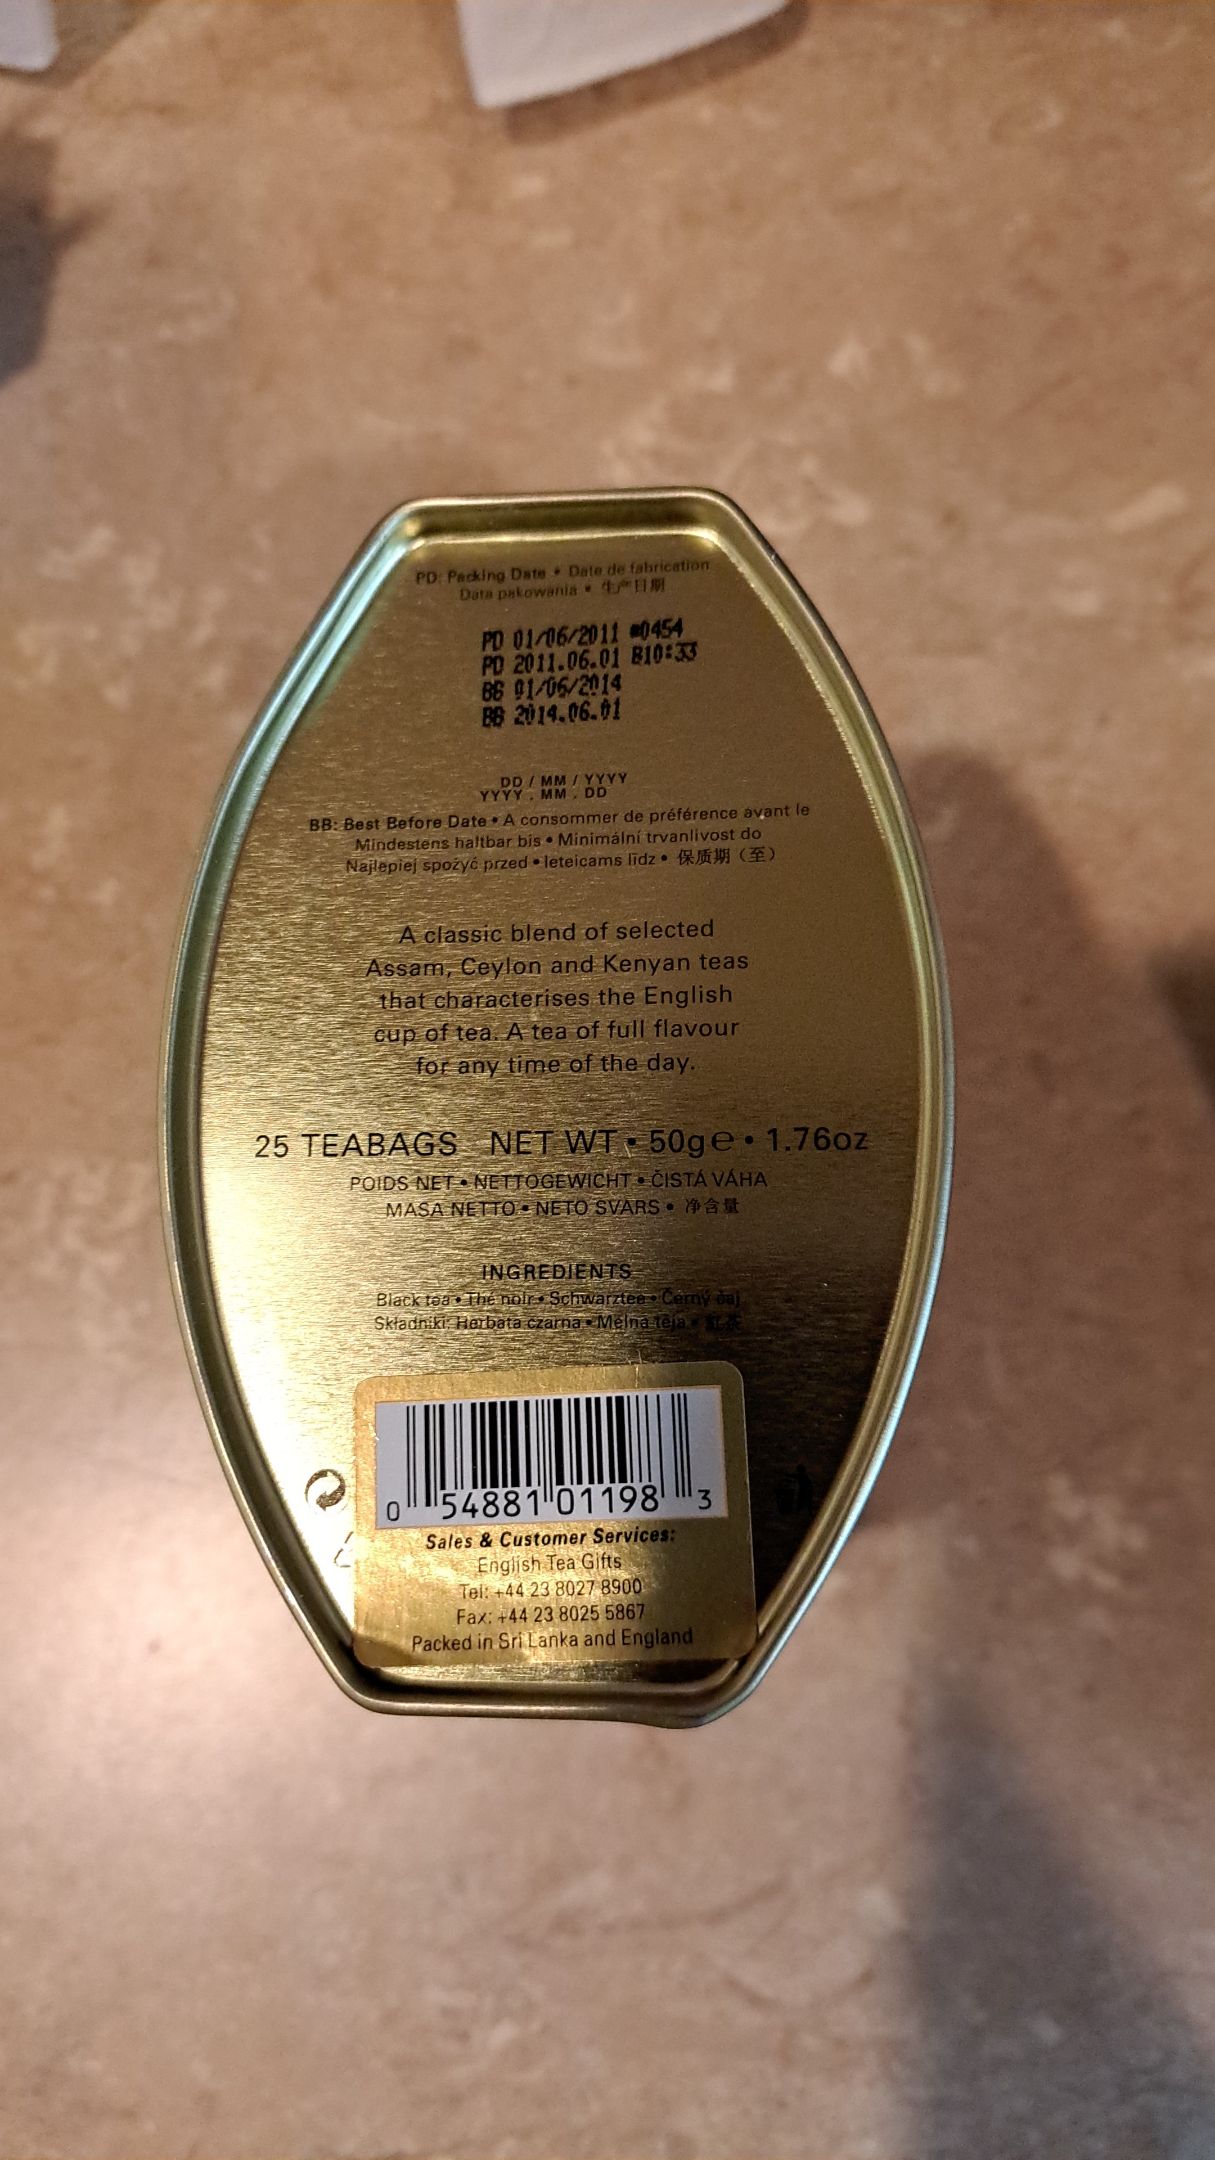 PD: Packing Date • Date de fabrication
Data pakowania • 生产日期
PD 01/06/2011 #0454
PD 2011.06.01 B10:33
BB 01/06/2014
BB 2014.06.01
DD / MM / YYYY
YYYY . MM . DD
BB: Best Before Date • A consommer de préférence avant le
Mindestens haltbar bis • Minimální trvanlivost do
Najlepiej spożyć przed • Ieteicams līdz • 保质期（至）
A classic blend of selected
Assam, Ceylon and Kenyan teas
that characterises the English
cup of tea. A tea of full flavour
for any time of the day.
25 TEABAGS NET WT • 50g℮ • 1.76oz
POIDS NET • NETTOGEWICHT • ČISTÁ VÁHA
MASA NETTO • NETO SVARS • 净含量
INGREDIENTS
Black tea • Thé noir • Schwarztee • Černý čaj
Składniki: Herbata czarna • Melnā tēja • 紅茶
0 54881 01198 3
Sales & Customer Services:
English Tea Gifts
Tel: +44 23 8027 8900
Fax: +44 23 8025 5867
Packed in Sri Lanka and England